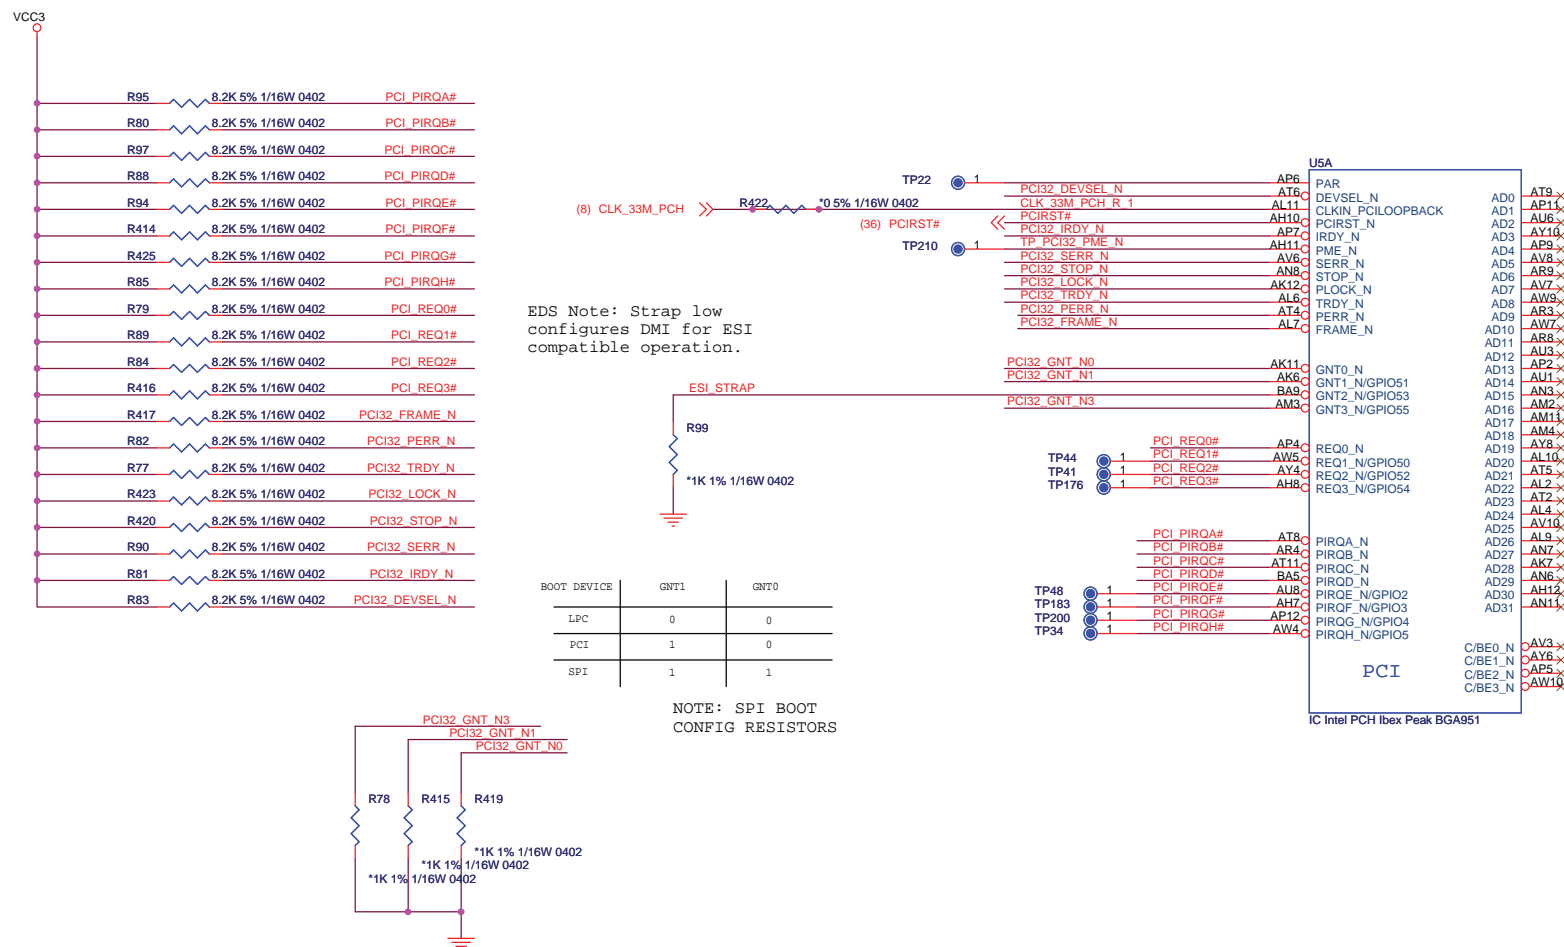 VCC3
R95 8.2K 5% 1/16W 0402 PCI_PIRQA#
R80 8.2K 5% 1/16W 0402 PCI_PIRQB#
R97 8.2K 5% 1/16W 0402 PCI_PIRQC#
R88 8.2K 5% 1/16W 0402 PCI_PIRQD#
R94 8.2K 5% 1/16W 0402 PCI_PIRQE#
R414 8.2K 5% 1/16W 0402 PCI_PIRQF#
R425 8.2K 5% 1/16W 0402 PCI_PIRQG#
R85 8.2K 5% 1/16W 0402 PCI_PIRQH#
R79 8.2K 5% 1/16W 0402 PCI_REQ0#
R89 8.2K 5% 1/16W 0402 PCI_REQ1#
R84 8.2K 5% 1/16W 0402 PCI_REQ2#
R416 8.2K 5% 1/16W 0402 PCI_REQ3#
R417 8.2K 5% 1/16W 0402 PCI32_FRAME_N
R82 8.2K 5% 1/16W 0402 PCI32_PERR_N
R77 8.2K 5% 1/16W 0402 PCI32_TRDY_N
R423 8.2K 5% 1/16W 0402 PCI32_LOCK_N
R420 8.2K 5% 1/16W 0402 PCI32_STOP_N
R90 8.2K 5% 1/16W 0402 PCI32_SERR_N
R81 8.2K 5% 1/16W 0402 PCI32_IRDY_N
R83 8.2K 5% 1/16W 0402 PCI32_DEVSEL_N
(8) CLK_33M_PCH R422 *0 5% 1/16W 0402
(36) PCIRST#
EDS Note: Strap low
configures DMI for ESI
compatible operation.
ESI_STRAP
R99
*1K 1% 1/16W 0402
BOOT DEVICE GNT1 GNT0
LPC 0 0
PCI 1 0
SPI 1 1
NOTE: SPI BOOT
CONFIG RESISTORS
PCI32_GNT_N3
PCI32_GNT_N1
PCI32_GNT_N0
R78 R415 R419
*1K 1% 1/16W 0402
*1K 1% 1/16W 0402
*1K 1% 1/16W 0402
U5A
TP22 1 AP6 PAR
PCI32_DEVSEL_N AT6 DEVSEL_N
CLK_33M_PCH_R_1 AL11 CLKIN_PCILOOPBACK
PCIRST# AH10 PCIRST_N
PCI32_IRDY_N AP7 IRDY_N
TP210 1 TP_PCI32_PME_N AH11 PME_N
PCI32_SERR_N AV6 SERR_N
PCI32_STOP_N AN8 STOP_N
PCI32_LOCK_N AK12 PLOCK_N
PCI32_TRDY_N AL6 TRDY_N
PCI32_PERR_N AT4 PERR_N
PCI32_FRAME_N AL7 FRAME_N
PCI32_GNT_N0 AK11 GNT0_N
PCI32_GNT_N1 AK6 GNT1_N/GPIO51
BA9 GNT2_N/GPIO53
PCI32_GNT_N3 AM3 GNT3_N/GPIO55
PCI_REQ0# AP4 REQ0_N
TP44 1 PCI_REQ1# AW5 REQ1_N/GPIO50
TP41 1 PCI_REQ2# AY4 REQ2_N/GPIO52
TP176 1 PCI_REQ3# AH8 REQ3_N/GPIO54
PCI_PIRQA# AT8 PIRQA_N
PCI_PIRQB# AR4 PIRQB_N
PCI_PIRQC# AT11 PIRQC_N
PCI_PIRQD# BA5 PIRQD_N
TP48 1 PCI_PIRQE# AU8 PIRQE_N/GPIO2
TP183 1 PCI_PIRQF# AH7 PIRQF_N/GPIO3
TP200 1 PCI_PIRQG# AP12 PIRQG_N/GPIO4
TP34 1 PCI_PIRQH# AW4 PIRQH_N/GPIO5
AD0 AT9
AD1 AP11
AD2 AU6
AD3 AY10
AD4 AP9
AD5 AV8
AD6 AR9
AD7 AV7
AD8 AW9
AD9 AR3
AD10 AW7
AD11 AR8
AD12 AU3
AD13 AP2
AD14 AU1
AD15 AN3
AD16 AM2
AD17 AM11
AD18 AM4
AD19 AY8
AD20 AL10
AD21 AT5
AD22 AL2
AD23 AT2
AD24 AL4
AD25 AV10
AD26 AL9
AD27 AN7
AD28 AK7
AD29 AN6
AD30 AH12
AD31 AN11
C/BE0_N AV3
C/BE1_N AY6
C/BE2_N AP5
C/BE3_N AW10
PCI
IC Intel PCH Ibex Peak BGA951